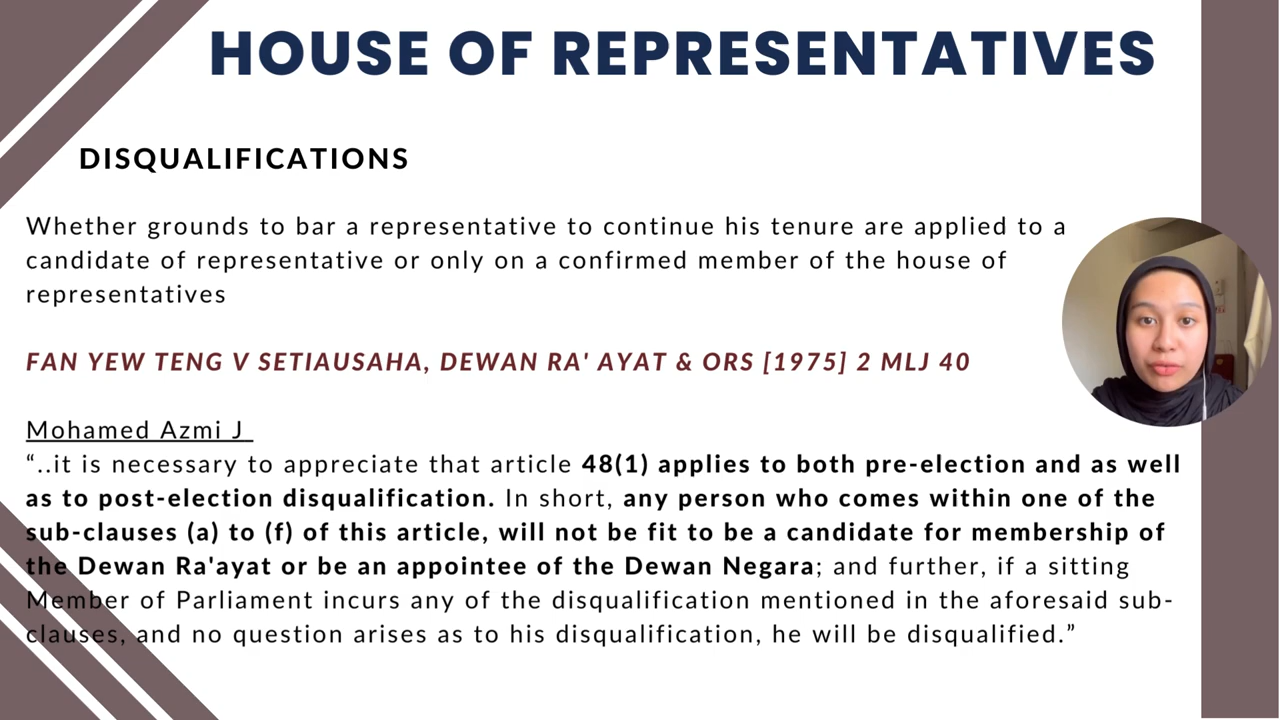 HOUSE OF REPRESENTATIVES
DISQUALIFICATIONS
Whether grounds to bar a representative to continue his tenure are applied to a
candidate of representative or only on a confirmed member of the house of
representatives
FAN YEW TENG V SETIAUSAHA, DEWAN RA' AYAT & ORS [1975] 2 MLJ 40
Mohamed Azmi J
“..it is necessary to appreciate that article 48(1) applies to both pre-election and as well
as to post-election disqualification. In short, any person who comes within one of the
sub-clauses (a) to (f) of this article, will not be fit to be a candidate for membership of
the Dewan Ra'ayat or be an appointee of the Dewan Negara; and further, if a sitting
Member of Parliament incurs any of the disqualification mentioned in the aforesaid sub-
clauses, and no question arises as to his disqualification, he will be disqualified.”